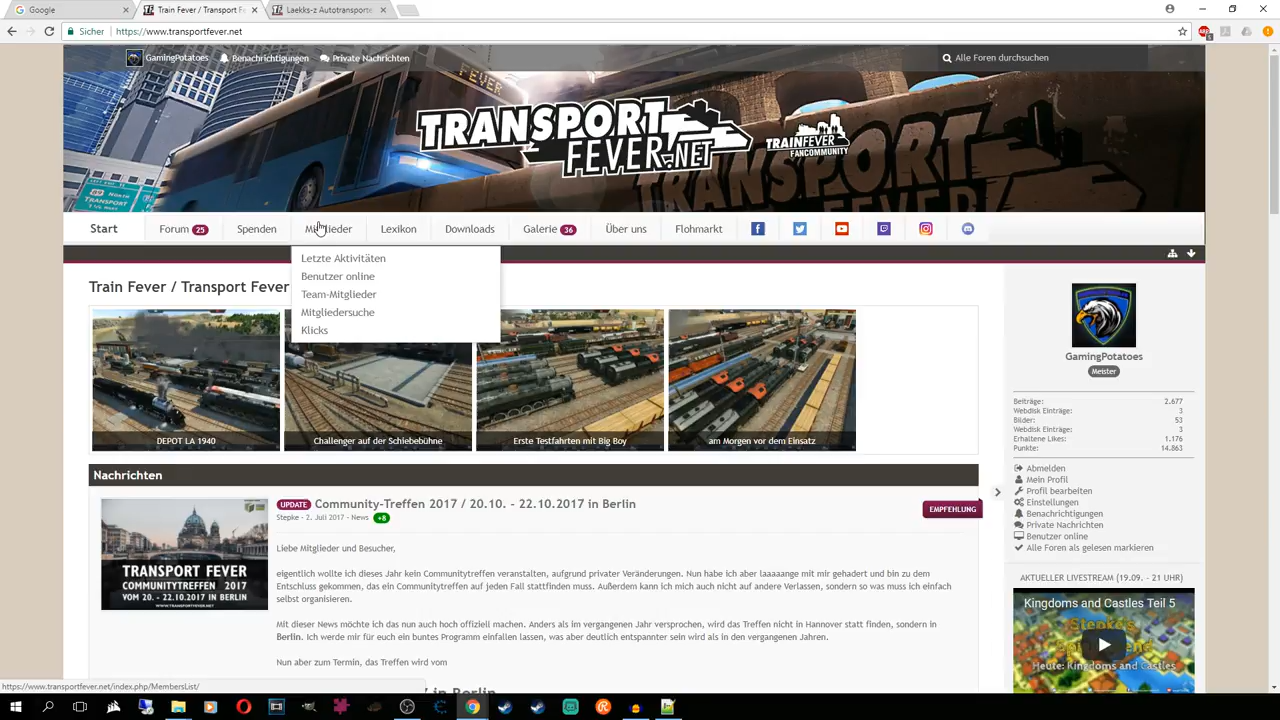 Google
Train Fever / Transport Fe
Laekks-z Autotransporte
Sicher
https://www.transportfever.net
GamingPotatoes
Benachrichtigungen
Private Nachrichten
Alle Foren durchsuchen
FEVER
TRANSPORT
FEVER.NET
TRAINFEVER
FANCOMMUNITY
Start
Forum 25
Spenden
Mitglieder
Lexikon
Downloads
Galerie 36
Über uns
Flohmarkt
Letzte Aktivitäten
Benutzer online
Team-Mitglieder
Mitgliedersuche
Klicks
Train Fever / Transport Fever
DEPOT LA 1940
Challenger auf der Schiebebühne
Erste Testfahrten mit Big Boy
am Morgen vor dem Einsatz
Nachrichten
UPDATE Community-Treffen 2017 / 20.10. - 22.10.2017 in Berlin
Stepke - 2. Juli 2017 - News +8
EMPFEHLUNG
TRANSPORT FEVER
COMMUNITYTREFFEN 2017
VOM 20. - 22.10.2017 IN BERLIN
WWW.TRANSPORTFEVER.NET
Liebe Mitglieder und Besucher,
eigentlich wollte ich dieses Jahr kein Communitytreffen veranstalten, aufgrund privater Veränderungen. Nun habe ich aber laaaaange mit mir gehadert und bin zu dem
Entschluss gekommen, das ein Communitytreffen auf jeden Fall stattfinden muss. Außerdem kann ich mich auch nicht auf andere Verlassen, sondern so was muss ich einfach
selbst organisieren.
Mit dieser News möchte ich das nun auch hoch offiziell machen. Anders als im vergangenen Jahr versprochen, wird das Treffen nicht in Hannover statt finden, sondern in
Berlin. Ich werde mir für euch ein buntes Programm einfallen lassen, was aber deutlich entspannter sein wird als in den vergangenen Jahren.
Nun aber zum Termin, das Treffen wird vom
in Berlin
GamingPotatoes
Meister
Beiträge: 2.677
Webdisk Einträge: 3
Bilder: 53
Webdisk Einträge: 3
Erhaltene Likes: 1.176
Punkte: 14.863
Abmelden
Mein Profil
Profil bearbeiten
Einstellungen
Benachrichtigungen
Private Nachrichten
Benutzer online
Alle Foren als gelesen markieren
AKTUELLER LIVESTREAM (19.09. - 21 UHR)
Kingdoms and Castles Teil 5
Heute: Kingdoms and Castles
https://www.transportfever.net/index.php/MembersList/